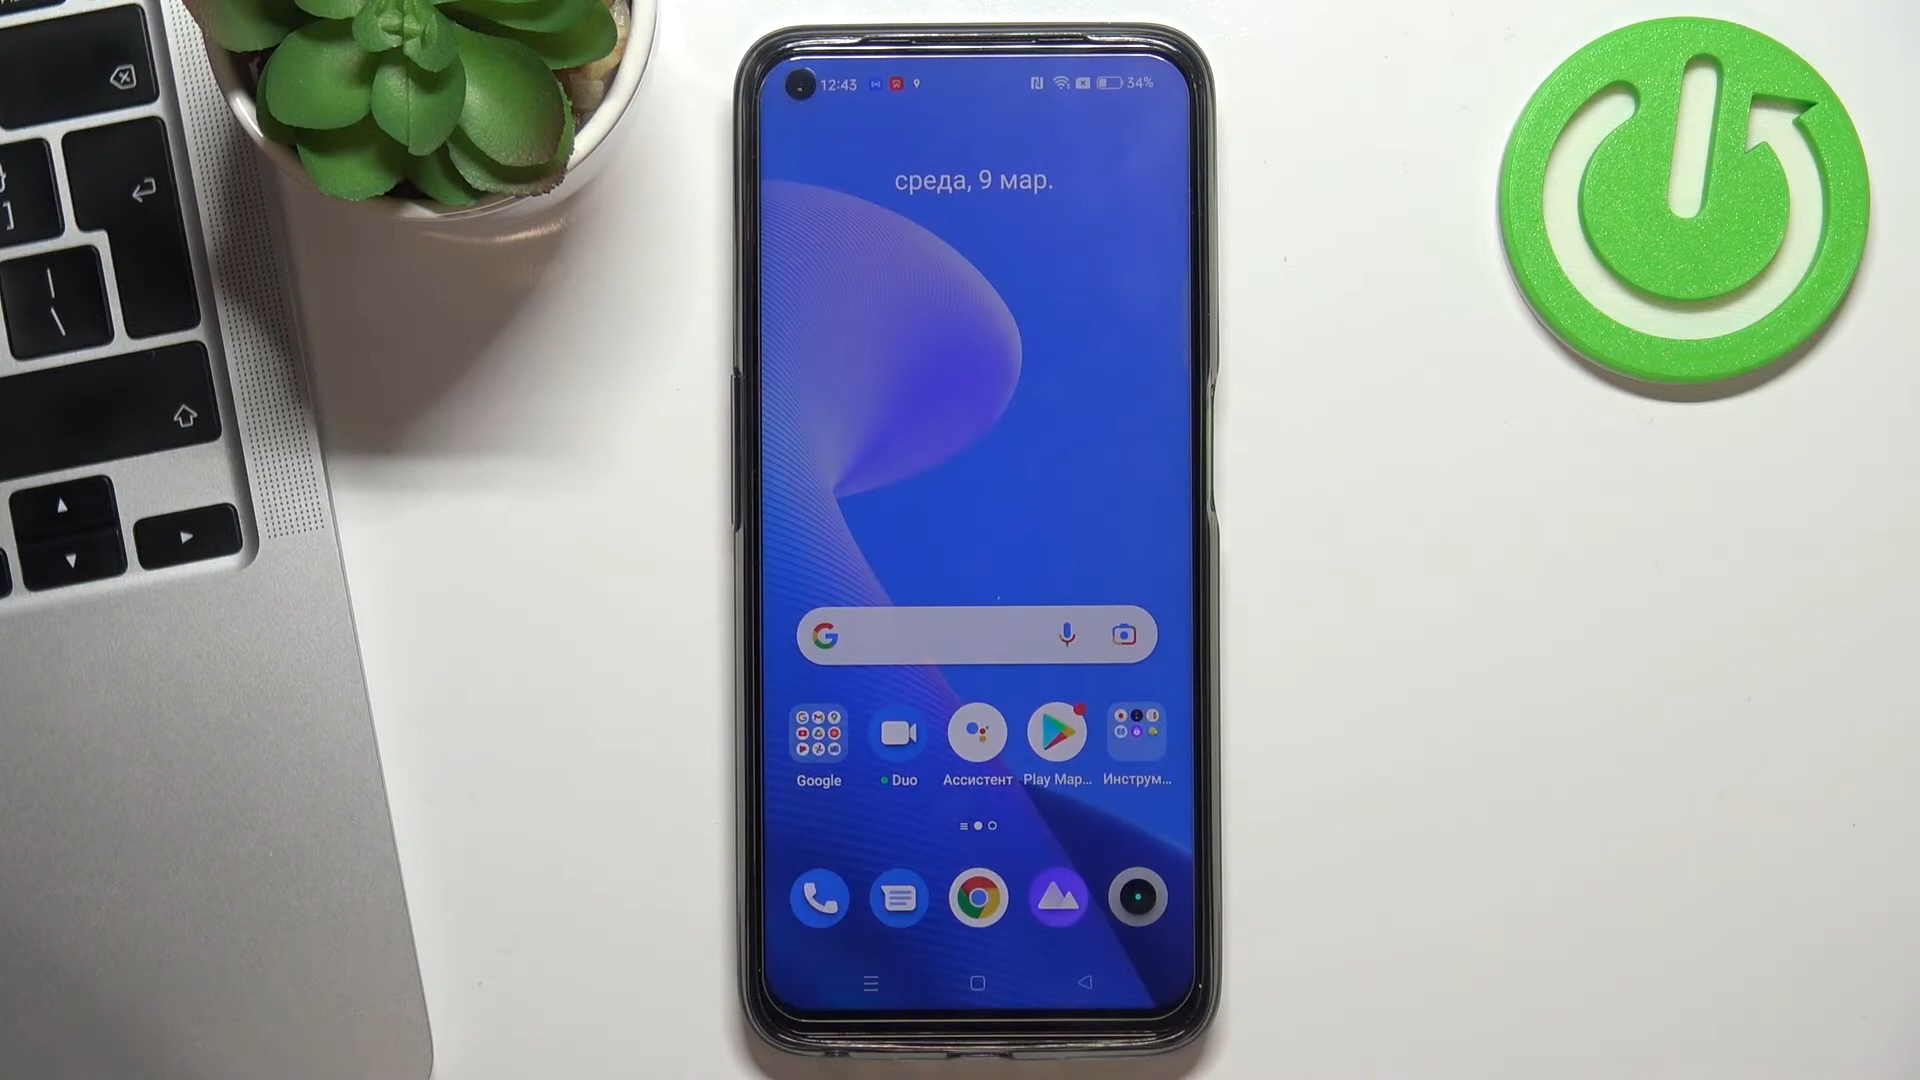 12:43
34%
среда, 9 мар.
Google
Duo
Ассистент
Play Мар...
Инструм...